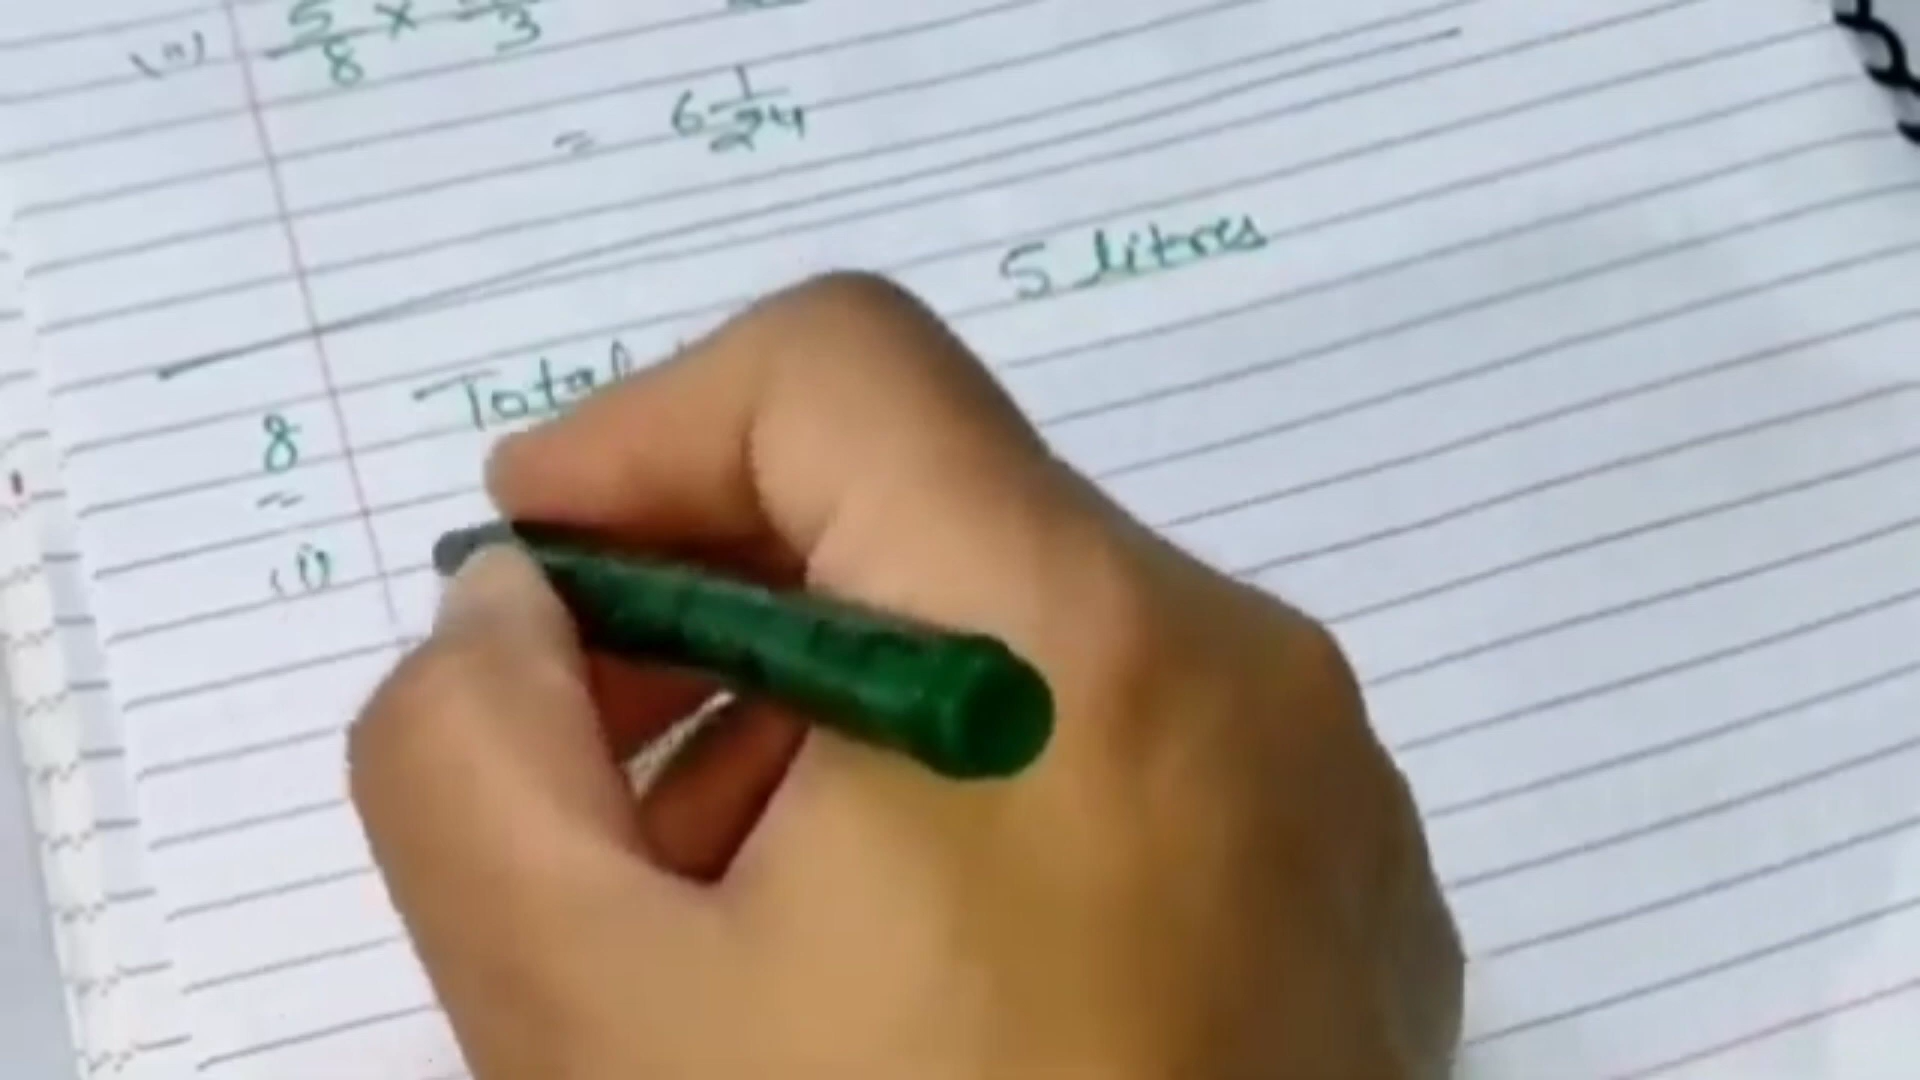 (ii) 5/8 × /3
= 6 1/24
8 Total 5 litres
=
(i)